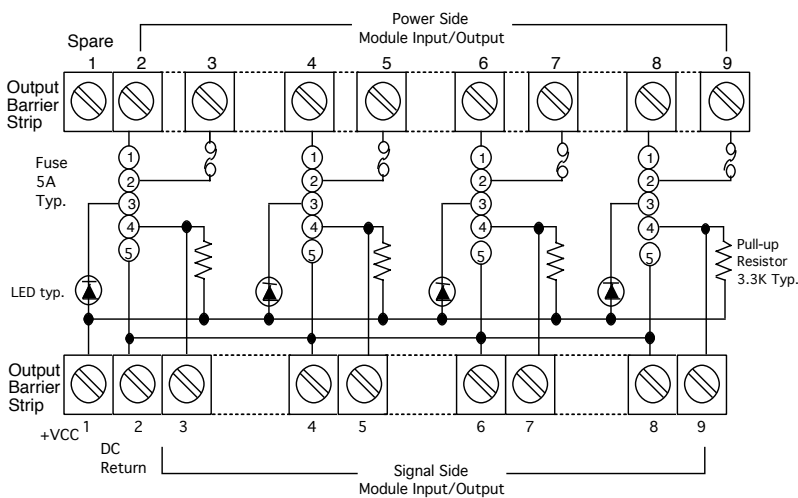 Power Side
Module Input/Output
Spare
1 2 3 4 5 6 7 8 9
Output
Barrier
Strip
Fuse
5A
Typ.
1 1 1 1
2 2 2 2
3 3 3 3
4 4 4 4
5 5 5 5
Pull-up
Resistor
3.3K Typ.
LED typ.
Output
Barrier
Strip
+VCC 1 2 3 4 5 6 7 8 9
DC
Return
Signal Side
Module Input/Output